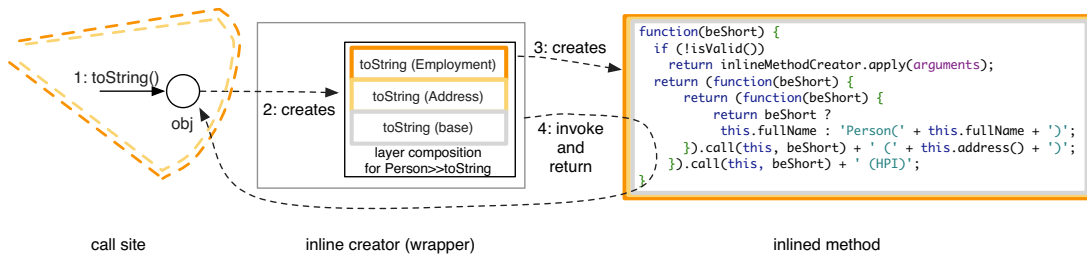 1: toString()
obj
call site
2: creates
toString (Employment)
toString (Address)
toString (base)
layer composition
for Person>>toString
inline creator (wrapper)
3: creates
4: invoke
and
return
function(beShort) {
if (!isValid())
return inlineMethodCreator.apply(arguments);
return (function(beShort) {
return (function(beShort) {
return beShort ?
this.fullName : 'Person(' + this.fullName + ')';
}).call(this, beShort) + ' (' + this.address() + ')';
}).call(this, beShort) + ' (HPI)';
}
inlined method